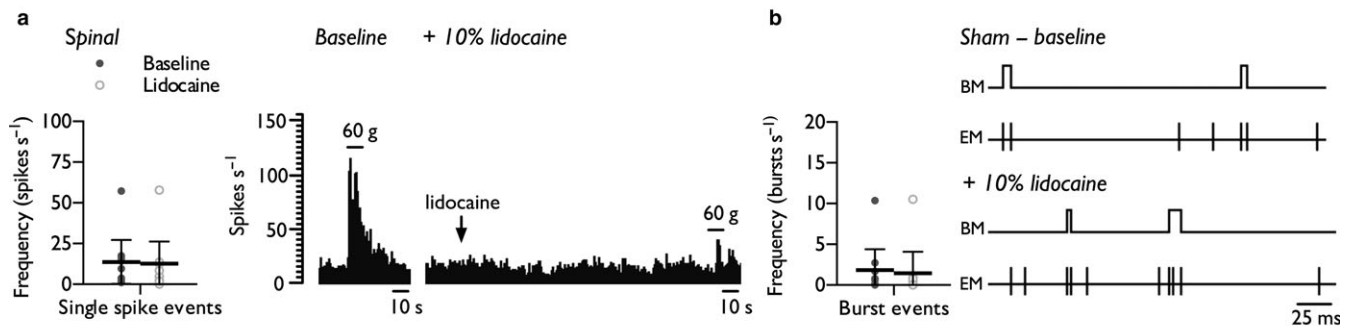 a
Spinal
Baseline
Lidocaine
Frequency (spikes s⁻¹)
100
75
50
25
0
Single spike events
Baseline + 10% lidocaine
Spikes s⁻¹
150
100
50
0
60 g
lidocaine
60 g
10 s
10 s
b
Frequency (bursts s⁻¹)
20
15
10
5
0
Burst events
Sham – baseline
BM
EM
+ 10% lidocaine
BM
EM
25 ms